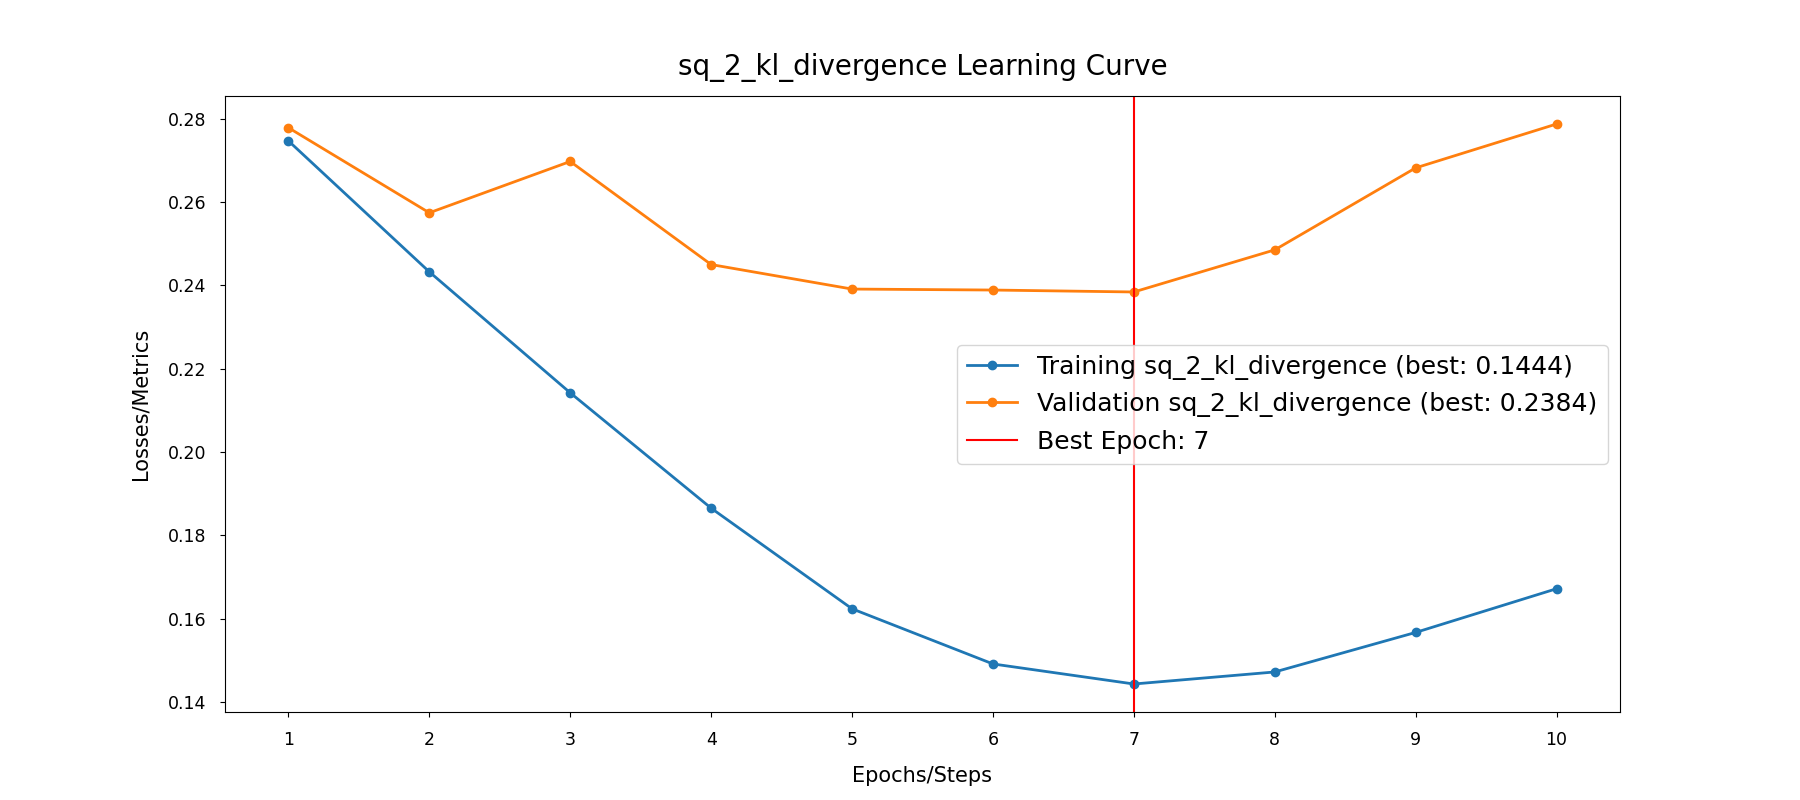 sq_2_kl_divergence Learning Curve
Losses/Metrics
0.28
0.26
0.24
0.22
0.20
0.18
0.16
0.14
Training sq_2_kl_divergence (best: 0.1444)
Validation sq_2_kl_divergence (best: 0.2384)
Best Epoch: 7
1 2 3 4 5 6 7 8 9 10
Epochs/Steps